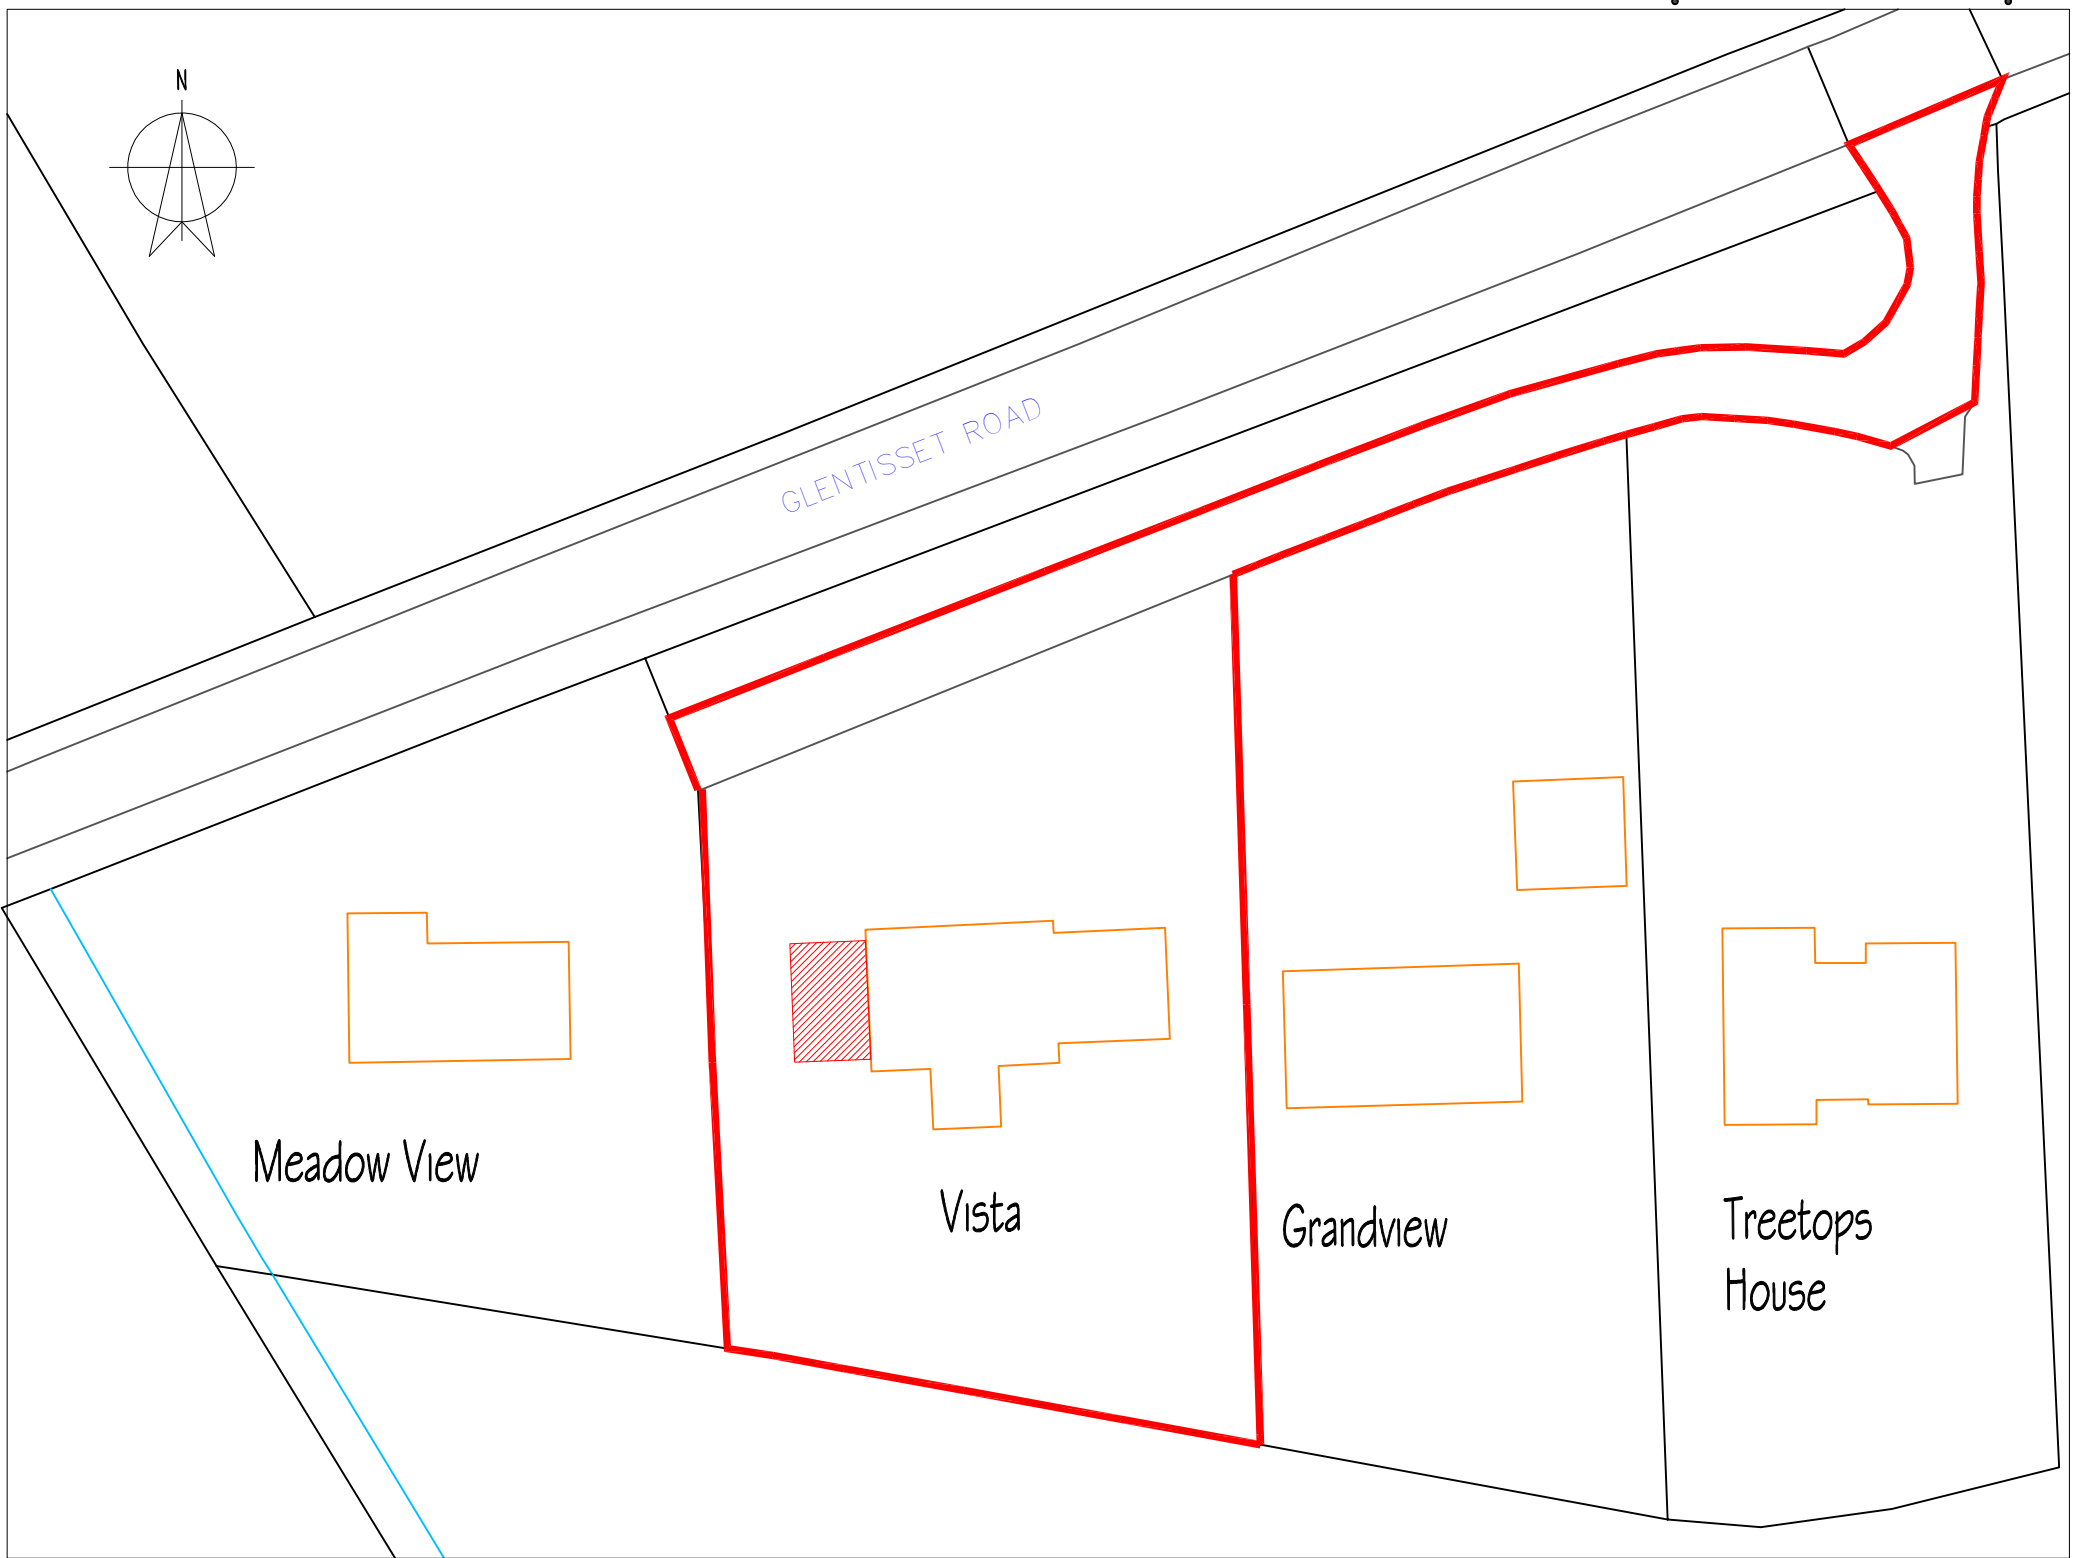 N
GLENTISSET ROAD
Meadow View
Vista
Grandview
Treetops
House